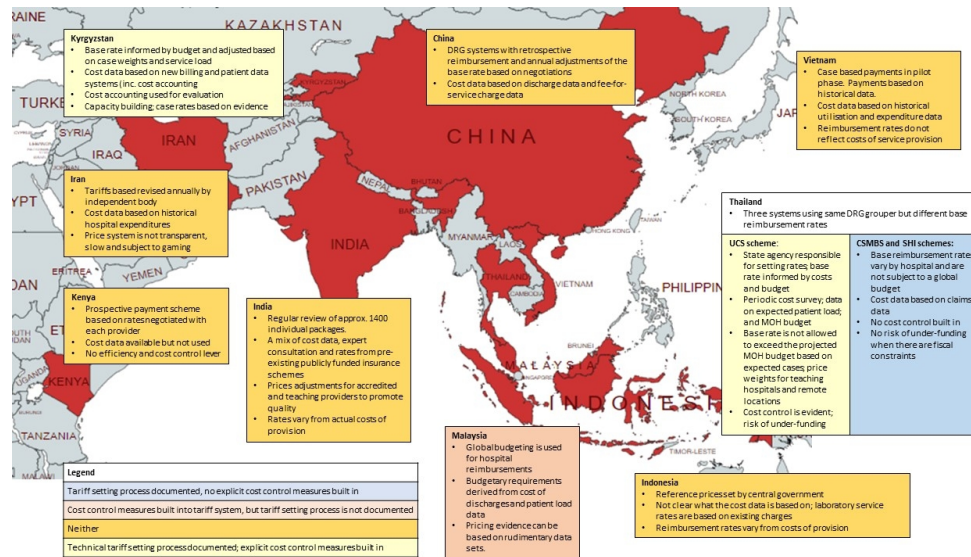 UKRAINE
KAZAKHSTAN
Kyrgyzstan
• Base rate informed by budget and adjusted based
on case weights and service load
• Cost data based on new billing and patient data
systems (inc. cost accounting
• Cost accounting used for evaluation
• Capacity building; case rates based on evidence
China
• DRG systems with retrospective
reimbursement and annual adjustments of
the base rate based on negotiations
• Cost data based on discharge data and fee-for-
service charge data
Vietnam
• Case based payments in pilot
phase. Payments based on
historical data.
• Cost data based on historical
utilisation and expenditure data
• Reimbursement rates do not
reflect costs of service provision
KYRGYZSTAN
NORTH KOREA
SOUTH KOREA
JAP
TURKE
SYRIA
LEBANON
IRAQ
JORDAN
IRAN
AFGHANISTAN
PAKISTAN
CHINA
NEPAL
BHUTAN
BANGLADESH
INDIA
MYANMAR
LAOS
THAILAND
VIETNAM
CAMBODIA
TAIWAN
HONG KONG
PHILIPPIN
YPT
DAN
ERITREA
YEMEN
ET
UGANDA
KENYA
BURUNDI
TANZANIA
MALAWI
BRUNEI
MALAYSIA
SINGAPORE
INDONESI
TIMOR-LESTE
Iran
• Tariffs based revised annually by
independent body
• Cost data based on historical
hospital expenditures
• Price system is not transparent,
slow and subject to gaming
Kenya
• Prospective payment scheme
based on rates negotiated with
each provider
• Cost data available but not used
• No efficiency and cost control lever
India
• Regular review of approx. 1400
individual packages.
• A mix of cost data, expert
consultation and rates from pre-
existing publicly funded insurance
schemes
• Prices adjustments for accredited
and teaching providers to promote
quality
• Rates vary from actual costs of
provision
Thailand
• Three systems using same DRG grouper but different base
reimbursement rates
UCS scheme:
• State agency responsible
for setting rates; base
rate informed by costs
and budget
• Periodic cost survey; data
on expected patient load;
and MOH budget
• Base rate is not allowed
to exceed the projected
MOH budget based on
expected cases; price
weights for teaching
hospitals and remote
locations
• Cost control is evident;
risk of under-funding
CSMBS and SHI schemes:
• Base reimbursement rates
vary by hospital and are
not subject to a global
budget
• Cost data based on claims
data
• No cost control built in
• No risk of under-funding
when there are fiscal
constraints
Malaysia
• Global budgeting is used
for hospital
reimbursements
• Budgetary requirements
derived from cost of
discharges and patient load
data
• Pricing evidence can be
based on rudimentary data
sets.
Indonesia
• Reference prices set by central government
• Not clear what the cost data is based on; laboratory service
rates are based on existing charges
• Reimbursement rates vary from costs of provision
Legend
Tariff setting process documented, no explicit cost control measures built in
Cost control measures built into tariff system, but tariff setting process is not documented
Neither
Technical tariff setting process documented; explicit cost control measures built in